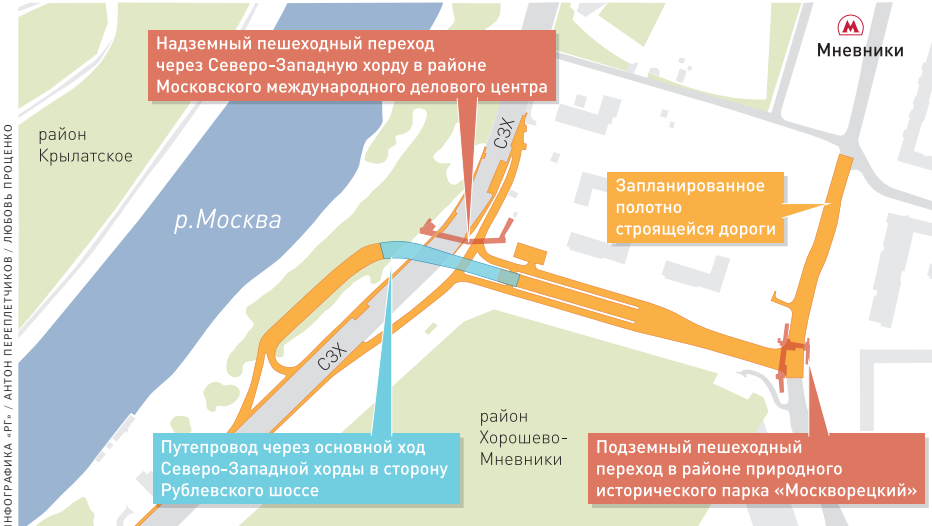 Надземный пешеходный переход
через Северо-Западную хорду в районе
Московского международного делового центра
М
Мневники
район
Крылатское
СЗХ
Запланированное
полотно
строящейся дороги
р.Москва
СЗХ
район
Хорошево-
Мневники
Путепровод через основной ход
Северо-Западной хорды в сторону
Рублевского шоссе
Подземный пешеходный
переход в районе природного
исторического парка «Москворецкий»
ИНФОГРАФИКА «РГ» / АНТОН ПЕРЕПЛЕТЧИКОВ / ЛЮБОВЬ ПРОЦЕНКО